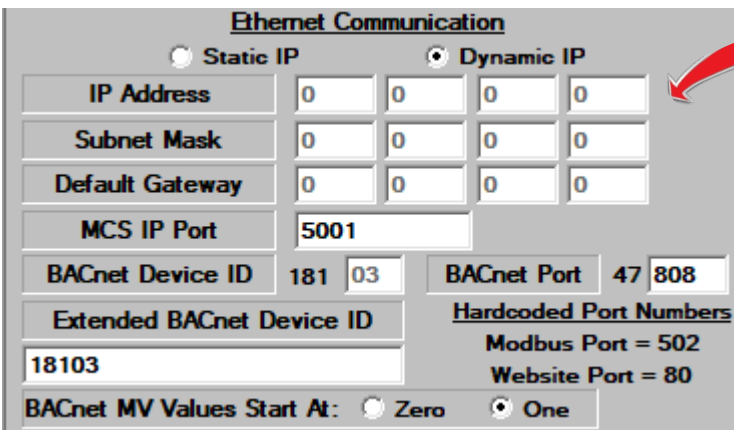 Ethernet Communication
Static IP Dynamic IP
IP Address 0 0 0 0
Subnet Mask 0 0 0 0
Default Gateway 0 0 0 0
MCS IP Port 5001
BACnet Device ID 181 03 BACnet Port 47 808
Extended BACnet Device ID Hardcoded Port Numbers
Modbus Port = 502
18103 Website Port = 80
BACnet MV Values Start At: Zero One